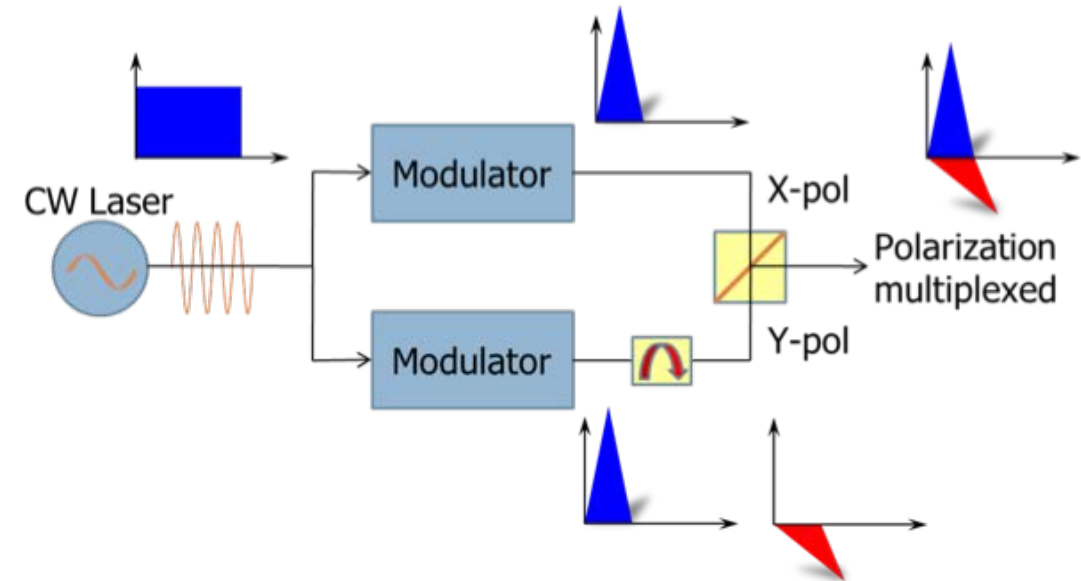 CW Laser
Modulator
X-pol
Polarization
multiplexed
Modulator
Y-pol